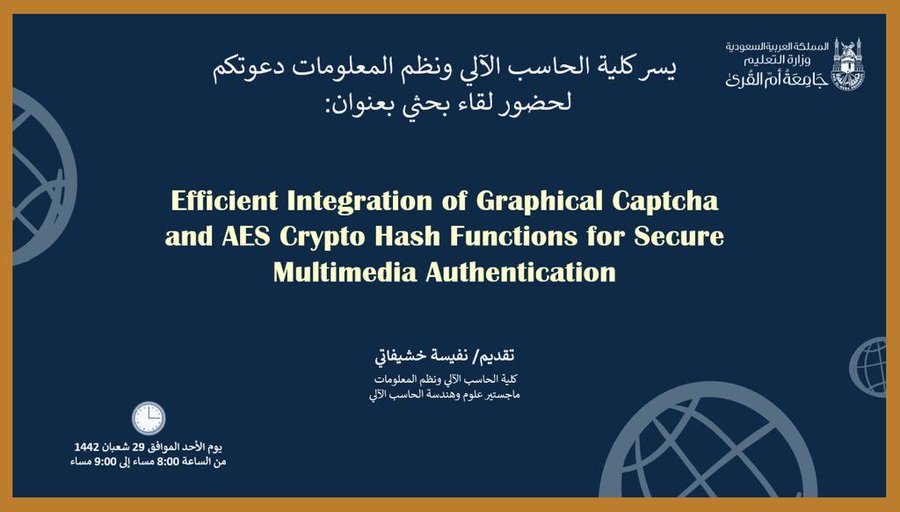 المملكة العربية السعودية
وزارة التعليم
جامعة أم القرى
يسر كلية الحاسب الآلي ونظم المعلومات دعوتكم
لحضور لقاء بحثي بعنوان:
Efficient Integration of Graphical Captcha
and AES Crypto Hash Functions for Secure
Multimedia Authentication
تقديم/ نفيسة خشيفاتي
كلية الحاسب الآلي ونظم المعلومات
ماجستير علوم وهندسة الحاسب الآلي
يوم الأحد الموافق 29 شعبان 1442
من الساعة 8:00 مساء إلى 9:00 مساء